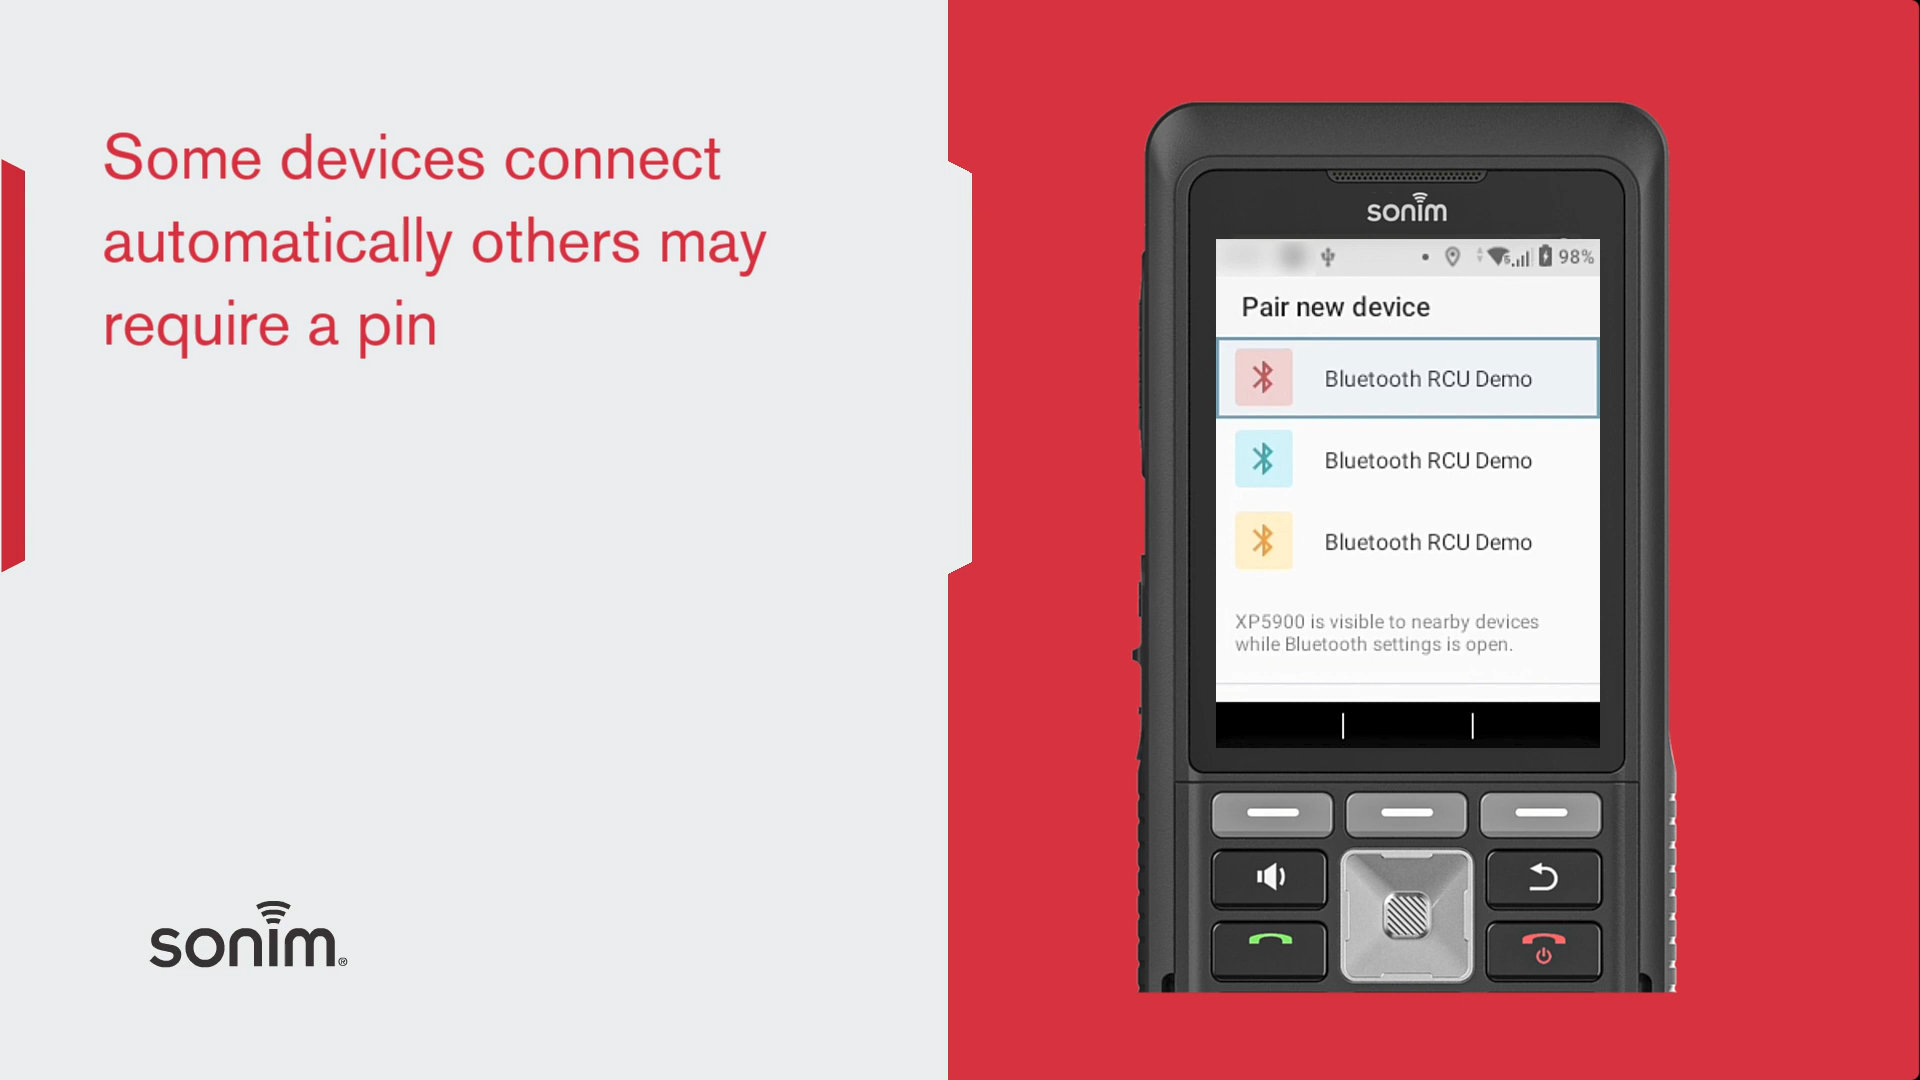 Some devices connect
automatically others may
require a pin
sonim®
sonim
98%
Pair new device
Bluetooth RCU Demo
Bluetooth RCU Demo
Bluetooth RCU Demo
XP5900 is visible to nearby devices
while Bluetooth settings is open.